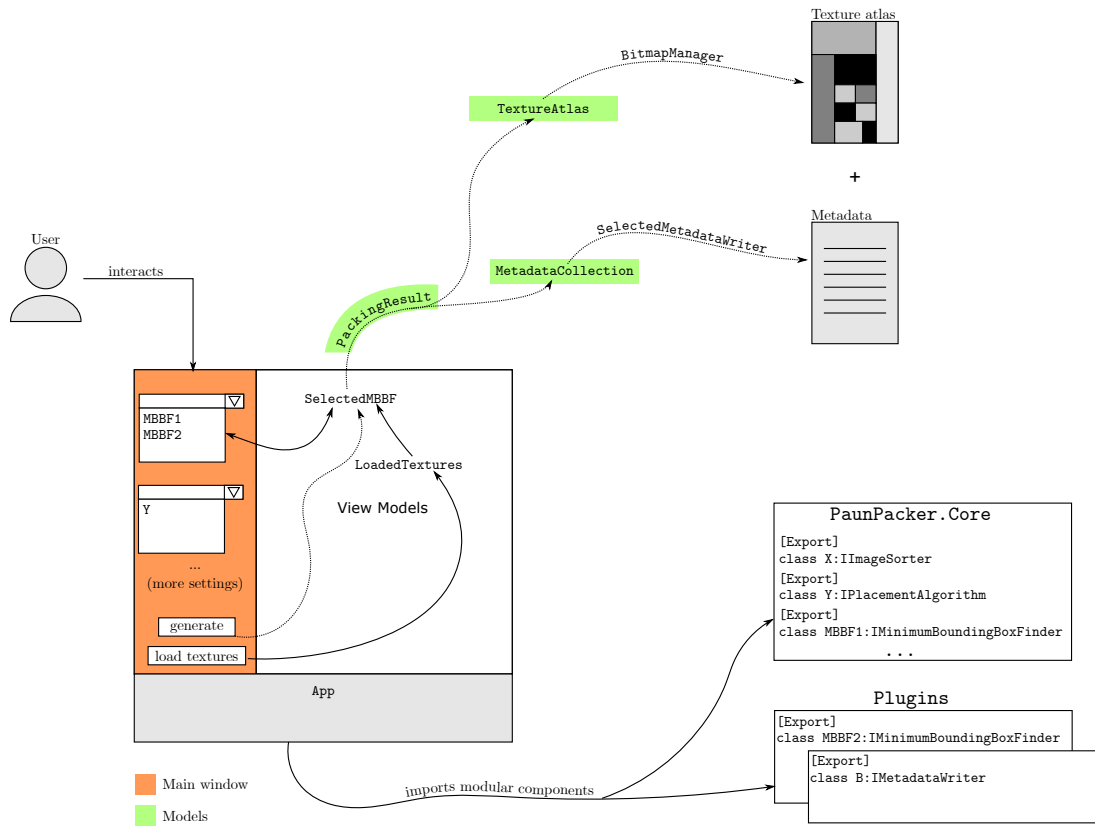 Texture atlas
BitmapManager
TextureAtlas
+
Metadata
SelectedMetadataWriter
User
interacts
MetadataCollection
PackingResult
SelectedMBBF
MBBF1
MBBF2
LoadedTextures
View Models
Y
...
(more settings)
generate
load textures
App
PaunPacker.Core
[Export]
class X:IImageSorter
[Export]
class Y:IPlacementAlgorithm
[Export]
class MBBF1:IMinimumBoundingBoxFinder
...
Plugins
[Export]
class MBBF2:IMinimumBoundingBoxFinder
[Export]
class B:IMetadataWriter
imports modular components
Main window
Models